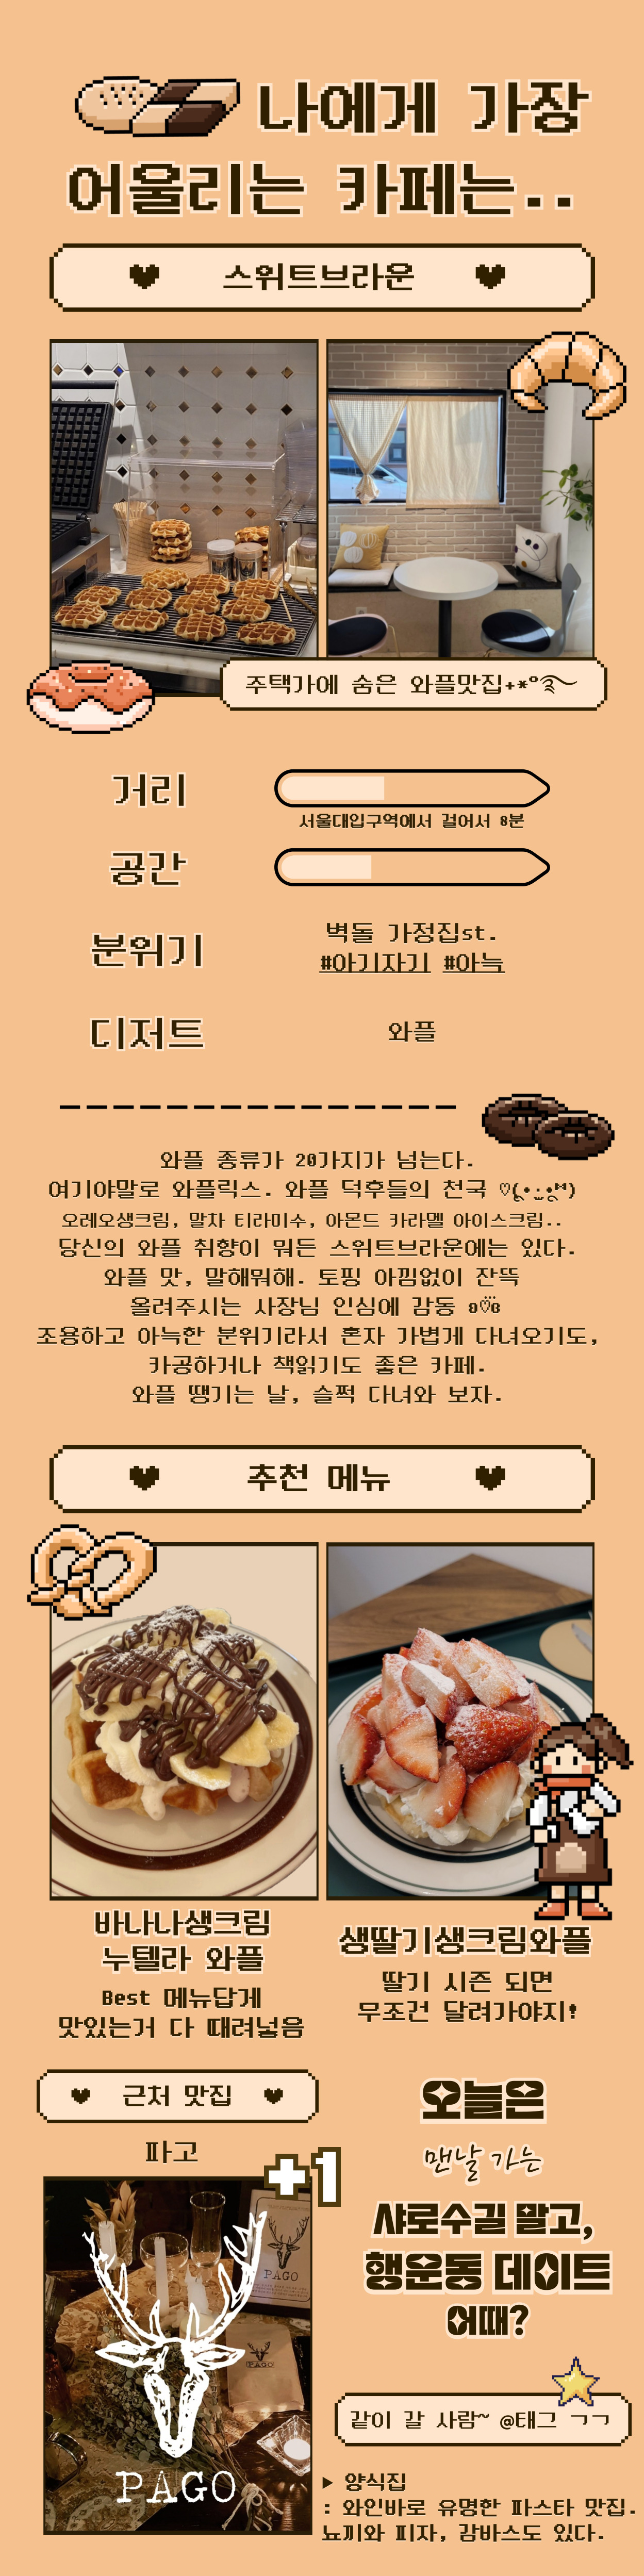 나에게 가장
어울리는 카페는..
스위트브라운
주택가에 숨은 와플맛집+*°
거리
서울대입구역에서 걸어서 8분
공간
분위기
벽돌 가정집st.
#아기자기 #아늑
디저트
와플
와플 종류가 20가지가 넘는다.
여기야말로 와플릭스. 와플 덕후들의 천국 ♡
오레오생크림, 말차 티라미수, 아몬드 카라멜 아이스크림..
당신의 와플 취향이 뭐든 스위트브라운에는 있다.
와플 맛, 말해뭐해. 토핑 아낌없이 잔뜩
올려주시는 사장님 인심에 감동 ʚ♡ɞ
조용하고 아늑한 분위기라서 혼자 가볍게 다녀오기도,
카공하거나 책읽기도 좋은 카페.
와플 땡기는 날, 슬쩍 다녀와 보자.
추천 메뉴
바나나생크림
누텔라 와플
Best 메뉴답게
맛있는거 다 때려넣음
생딸기생크림와플
딸기 시즌 되면
무조건 달려가야지!
근처 맛집
파고
+1
PAGO
PAGO
PAGO
오늘은
맨날 가는
샤로수길 말고,
행운동 데이트
어때?
같이 갈 사람~ @태그 ㄱㄱ
▶ 양식집
: 와인바로 유명한 파스타 맛집.
뇨끼와 피자, 감바스도 있다.